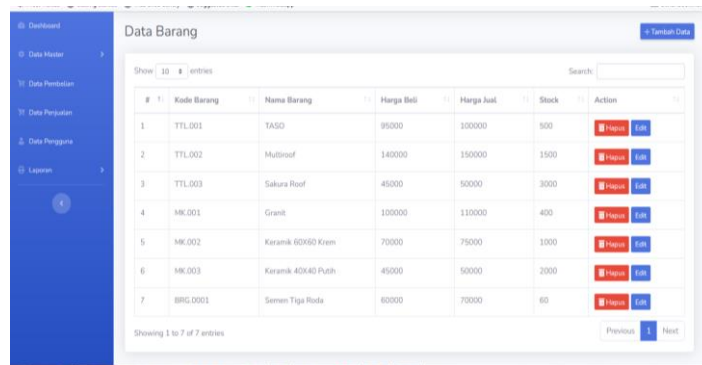 Dashboard
Data Barang
+ Tambah Data
Data Master
Show 10 entries
Search:
Data Pembelian
Data Penjualan
Data Pengguna
Laporan
# Kode Barang Nama Barang Harga Beli Harga Jual Stock Action
1 TTL.001 TASO 95000 100000 500 Hapus Edit
2 TTL.002 Multiroof 140000 150000 1500 Hapus Edit
3 TTL.003 Sakura Roof 45000 50000 3000 Hapus Edit
4 MK.001 Granit 100000 110000 400 Hapus Edit
5 MK.002 Keramik 60X60 Krem 70000 75000 1000 Hapus Edit
6 MK.003 Keramik 40X40 Putih 45000 50000 2000 Hapus Edit
7 BRG.0001 Semen Tiga Roda 60000 70000 60 Hapus Edit
Showing 1 to 7 of 7 entries
Previous 1 Next